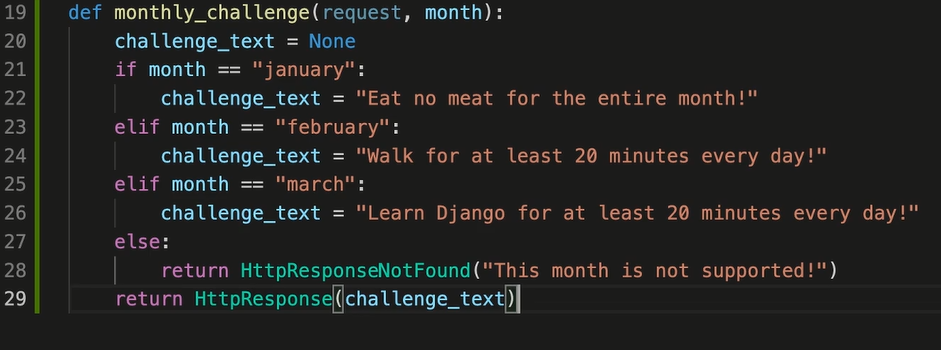 19 def monthly_challenge(request, month):
20     challenge_text = None
21     if month == "january":
22         challenge_text = "Eat no meat for the entire month!"
23     elif month == "february":
24         challenge_text = "Walk for at least 20 minutes every day!"
25     elif month == "march":
26         challenge_text = "Learn Django for at least 20 minutes every day!"
27     else:
28         return HttpResponseNotFound("This month is not supported!")
29     return HttpResponse(challenge_text)